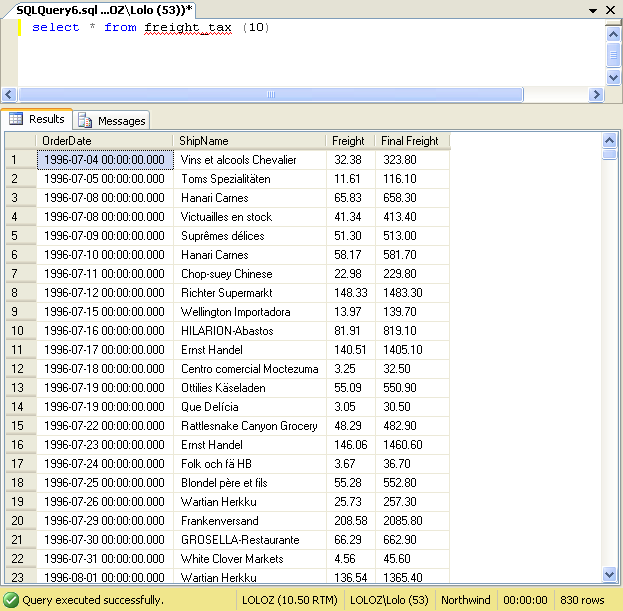 SQLQuery6.sql ...OZ\Lolo (53))*
select * from freight_tax (10)
Results Messages
OrderDate ShipName Freight Final Freight
1 1996-07-04 00:00:00.000 Vins et alcools Chevalier 32.38 323.80
2 1996-07-05 00:00:00.000 Toms Spezialitäten 11.61 116.10
3 1996-07-08 00:00:00.000 Hanari Carnes 65.83 658.30
4 1996-07-08 00:00:00.000 Victuailles en stock 41.34 413.40
5 1996-07-09 00:00:00.000 Suprêmes délices 51.30 513.00
6 1996-07-10 00:00:00.000 Hanari Carnes 58.17 581.70
7 1996-07-11 00:00:00.000 Chop-suey Chinese 22.98 229.80
8 1996-07-12 00:00:00.000 Richter Supermarkt 148.33 1483.30
9 1996-07-15 00:00:00.000 Wellington Importadora 13.97 139.70
10 1996-07-16 00:00:00.000 HILARION-Abastos 81.91 819.10
11 1996-07-17 00:00:00.000 Ernst Handel 140.51 1405.10
12 1996-07-18 00:00:00.000 Centro comercial Moctezuma 3.25 32.50
13 1996-07-19 00:00:00.000 Ottilies Käseladen 55.09 550.90
14 1996-07-19 00:00:00.000 Que Delícia 3.05 30.50
15 1996-07-22 00:00:00.000 Rattlesnake Canyon Grocery 48.29 482.90
16 1996-07-23 00:00:00.000 Ernst Handel 146.06 1460.60
17 1996-07-24 00:00:00.000 Folk och fä HB 3.67 36.70
18 1996-07-25 00:00:00.000 Blondel père et fils 55.28 552.80
19 1996-07-26 00:00:00.000 Wartian Herkku 25.73 257.30
20 1996-07-29 00:00:00.000 Frankenversand 208.58 2085.80
21 1996-07-30 00:00:00.000 GROSELLA-Restaurante 66.29 662.90
22 1996-07-31 00:00:00.000 White Clover Markets 4.56 45.60
23 1996-08-01 00:00:00.000 Wartian Herkku 136.54 1365.40
Query executed successfully. LOLOZ (10.50 RTM) LOLOZ\Lolo (53) Northwind 00:00:00 830 rows